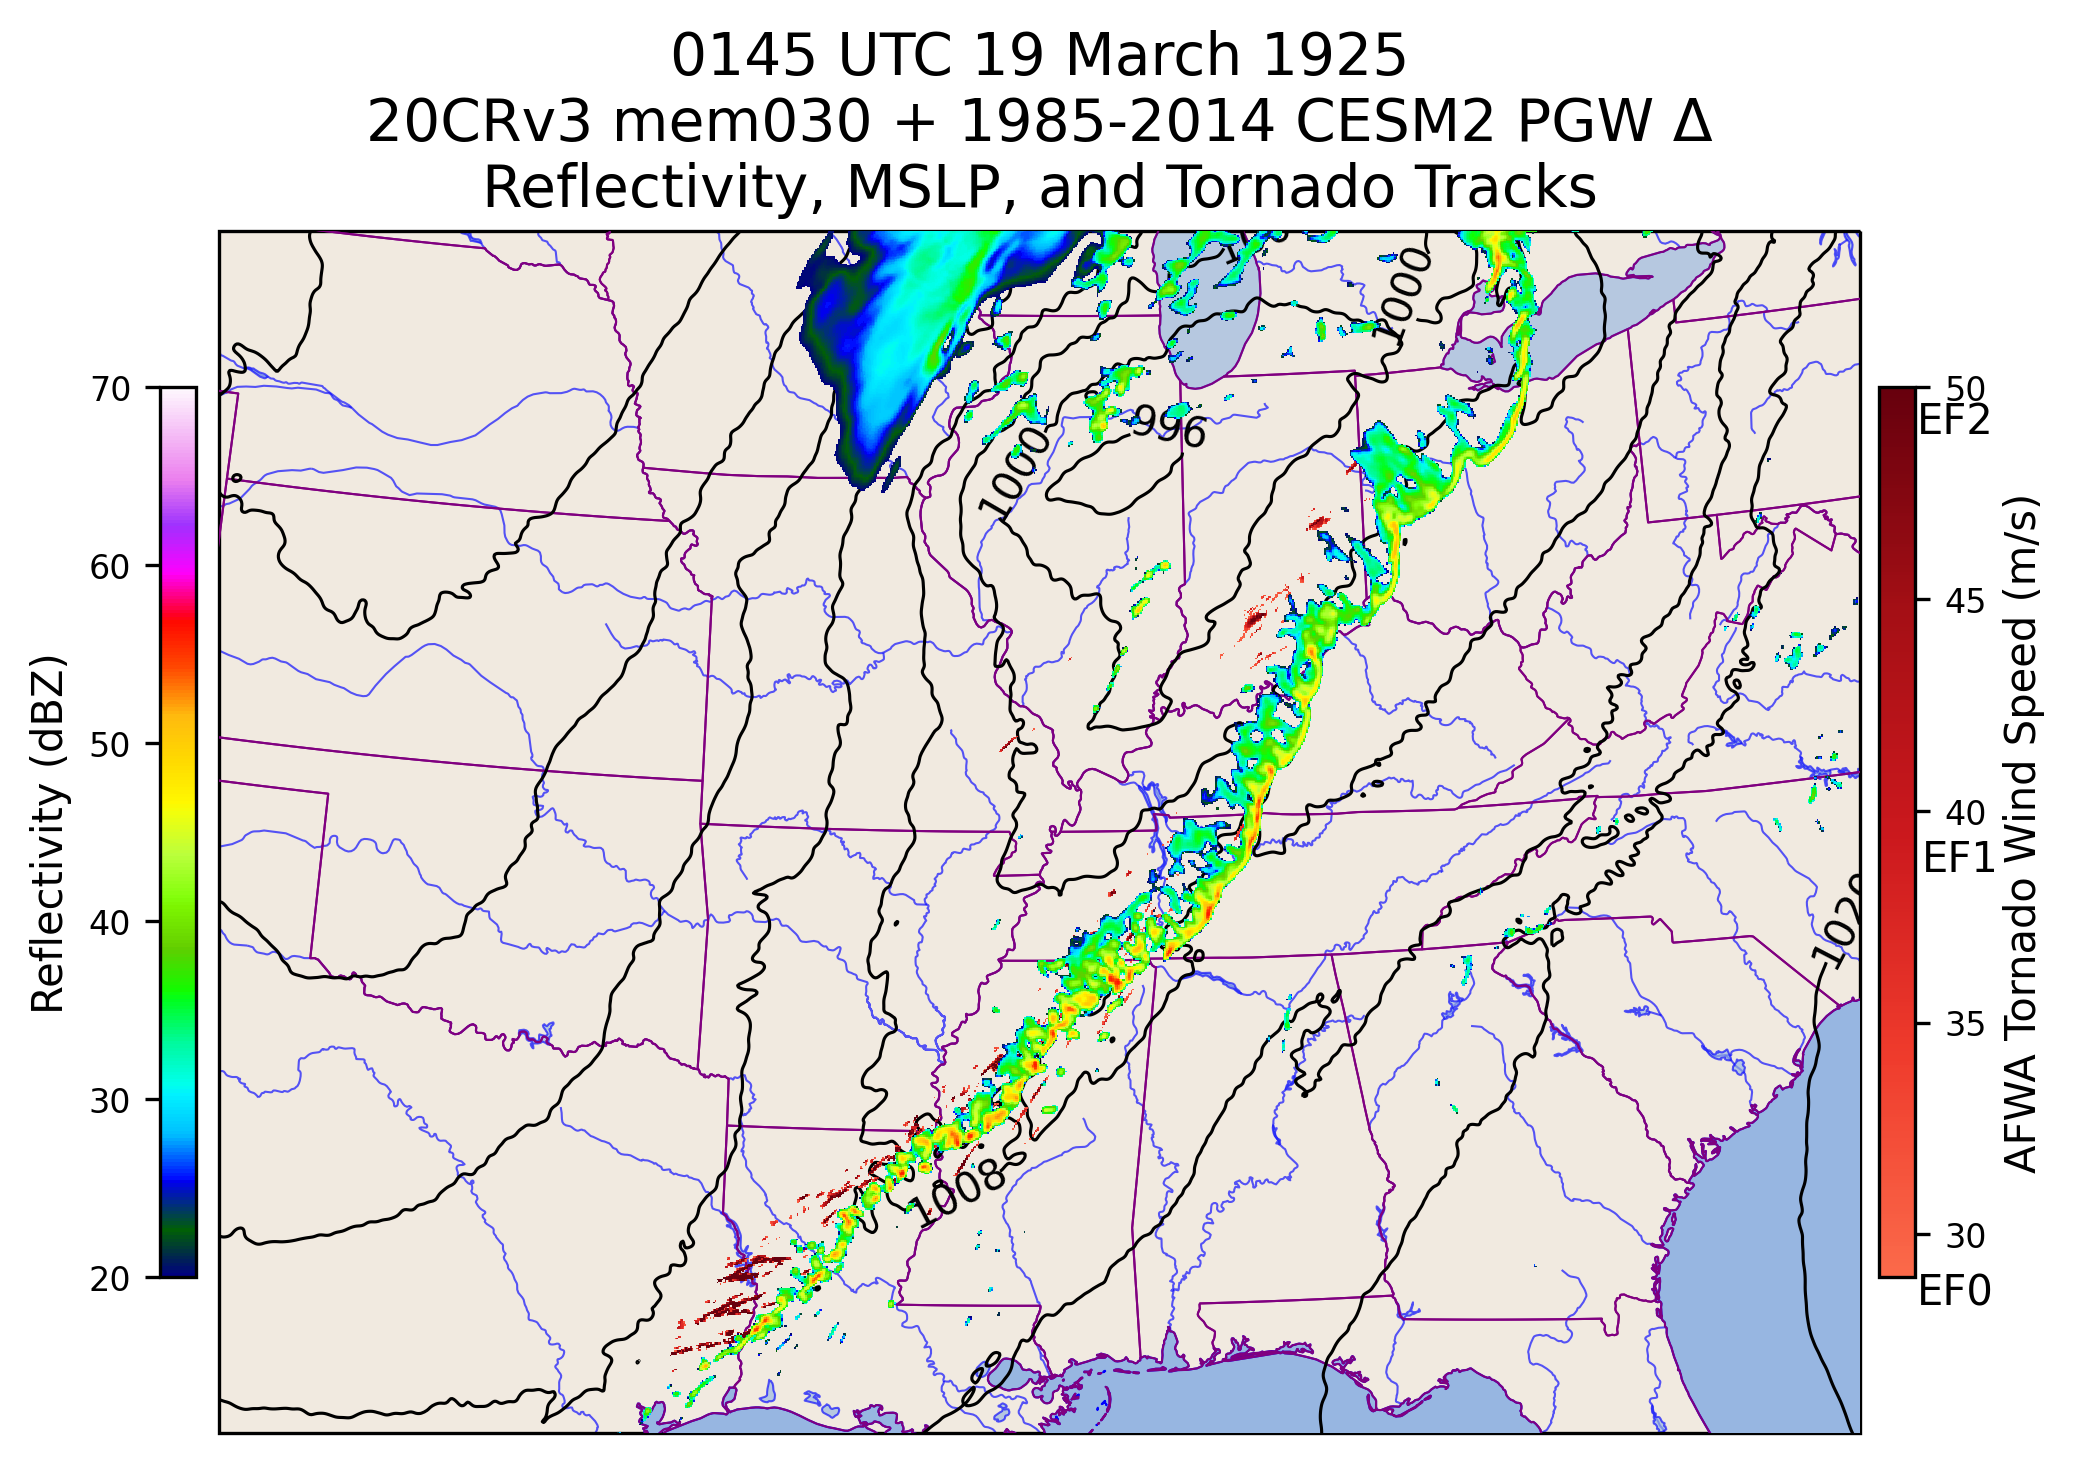 0145 UTC 19 March 1925
20CRv3 mem030 + 1985-2014 CESM2 PGW Δ
Reflectivity, MSLP, and Tornado Tracks
70
60
50
40
30
20
Reflectivity (dBZ)
1000
996
1000
1020
1008
50
EF2
45
40
EF1
35
30
EF0
AFWA Tornado Wind Speed (m/s)